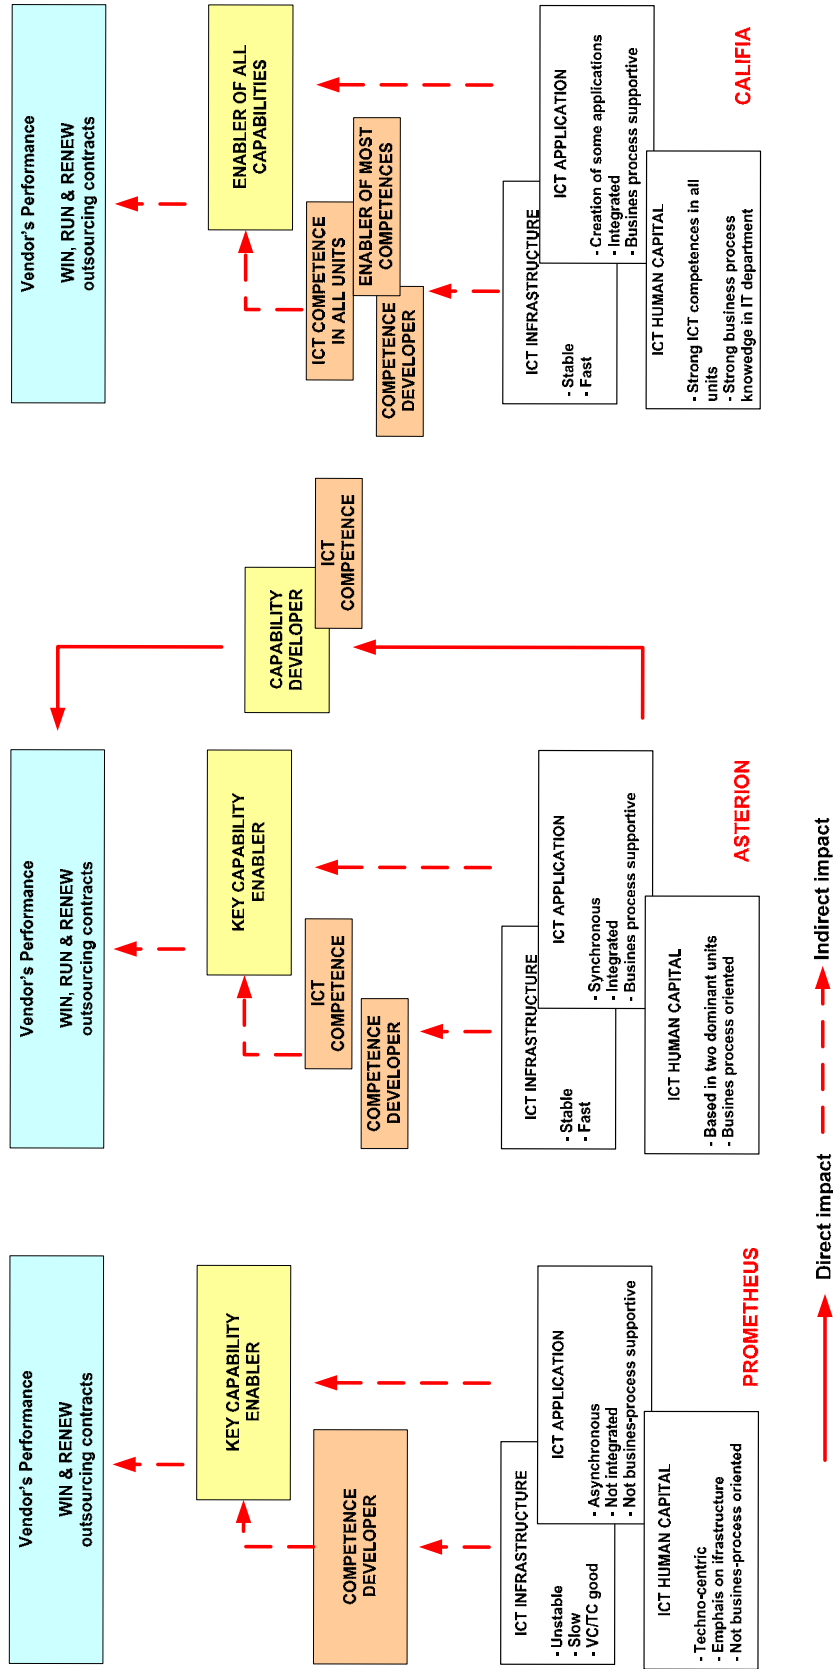 Vendor's Performance
WIN & RENEW
outsourcing contracts
KEY CAPABILITY
ENABLER
COMPETENCE
DEVELOPER
ICT INFRASTRUCTURE
- Unstable
- Slow
- VC/TC good
ICT APPLICATION
- Asynchronous
- Not integrated
- Not busines-process supportive
ICT HUMAN CAPITAL
- Techno-centric
- Emphais on ifrastructure
- Not busines-process oriented
PROMETHEUS
Vendor's Performance
WIN, RUN & RENEW
outsourcing contracts
KEY CAPABILITY
ENABLER
ICT
COMPETENCE
COMPETENCE
DEVELOPER
ICT INFRASTRUCTURE
- Stable
- Fast
ICT APPLICATION
- Synchronous
- Integrated
- Busines process supportive
ICT HUMAN CAPITAL
- Based in two dominant units
- Busines process oriented
ASTERION
CAPABILITY
DEVELOPER
ICT
COMPETENCE
Vendor's Performance
WIN, RUN & RENEW
outsourcing contracts
ENABLER OF ALL
CAPABILITIES
ICT COMPETENCE
IN ALL UNITS
ENABLER OF MOST
COMPETENCES
COMPETENCE
DEVELOPER
ICT INFRASTRUCTURE
- Stable
- Fast
ICT APPLICATION
- Creation of some applications
- Integrated
- Busines process supportive
ICT HUMAN CAPITAL
- Strong ICT competences in all
units
- Strong business process
knowedge in IT department
CALIFIA
Direct impact
Indirect impact